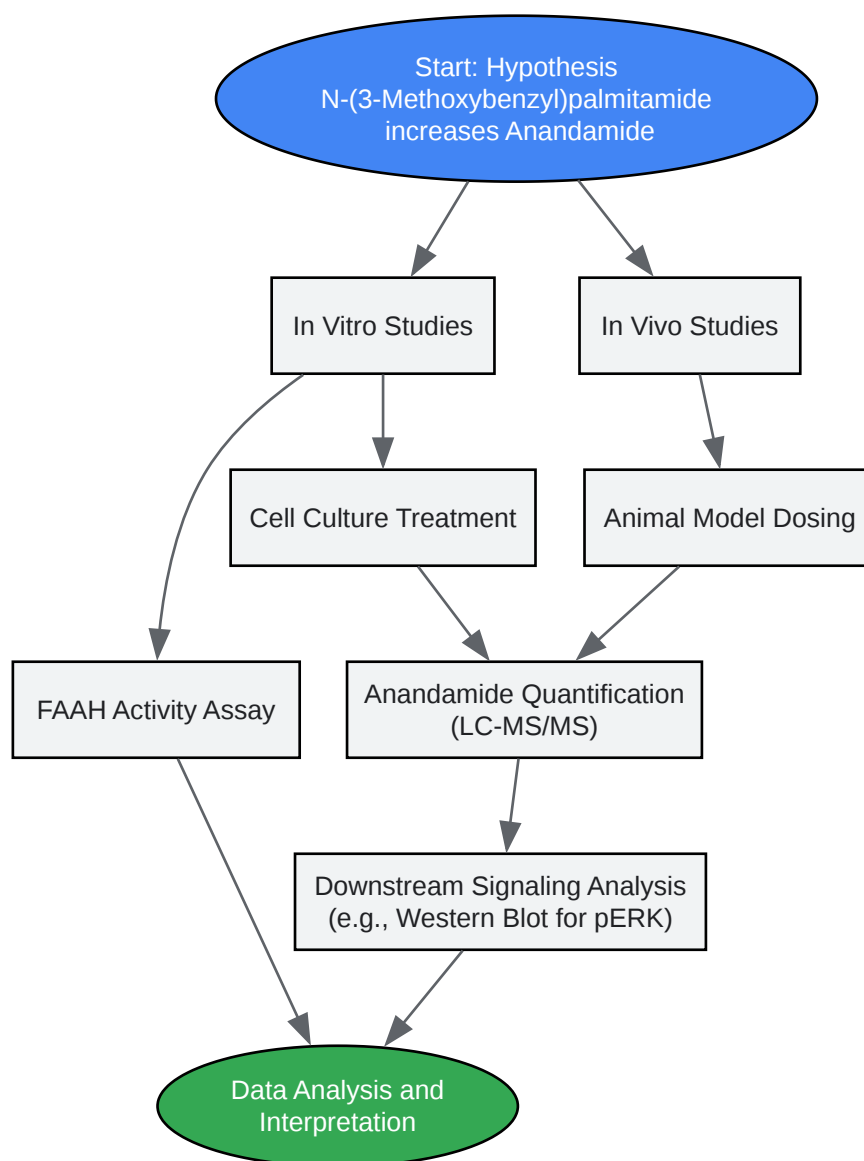 Start: Hypothesis
N-(3-Methoxybenzyl)palmitamide
increases Anandamide
In Vitro Studies
In Vivo Studies
Cell Culture Treatment
Animal Model Dosing
FAAH Activity Assay
Anandamide Quantification
(LC-MS/MS)
Downstream Signaling Analysis
(e.g., Western Blot for pERK)
Data Analysis and
Interpretation